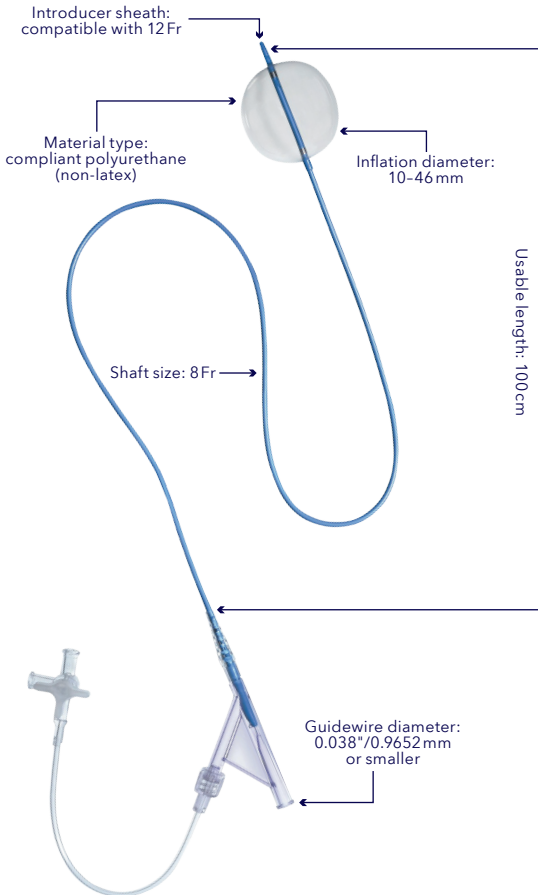 Introducer sheath:
compatible with 12 Fr
Material type:
compliant polyurethane
(non-latex)
Inflation diameter:
10–46 mm
Usable length: 100 cm
Shaft size: 8 Fr
Guidewire diameter:
0.038"/0.9652 mm
or smaller